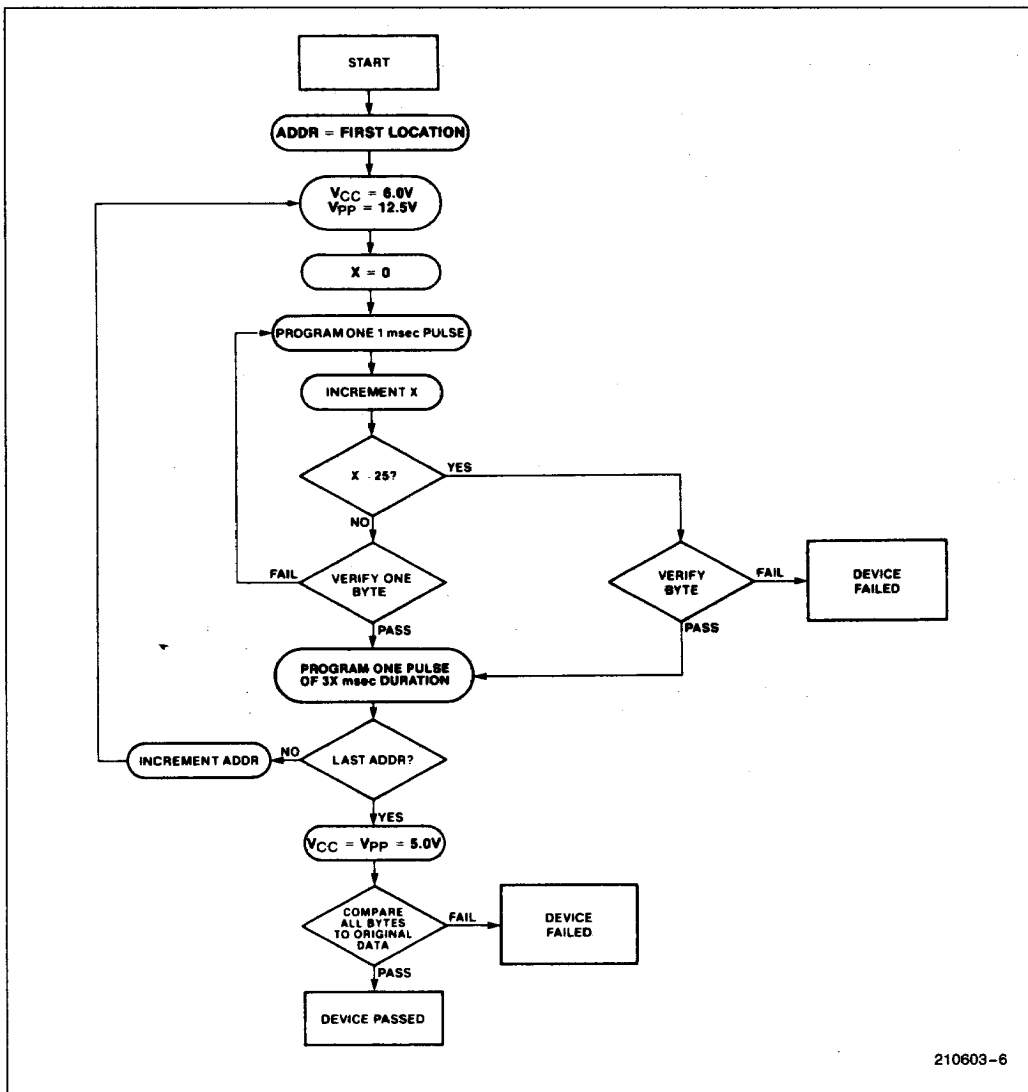 START
ADDR = FIRST LOCATION
VCC = 6.0V
VPP = 12.5V
X = 0
PROGRAM ONE 1 msec PULSE
INCREMENT X
X 25?
YES
NO
VERIFY ONE
BYTE
FAIL
PASS
VERIFY
BYTE
FAIL
PASS
DEVICE
FAILED
PROGRAM ONE PULSE
OF 3X msec DURATION
LAST ADDR?
NO
INCREMENT ADDR
YES
VCC = VPP = 5.0V
COMPARE
ALL BYTES
TO ORIGINAL
DATA
FAIL
DEVICE
FAILED
PASS
DEVICE PASSED
210603-6